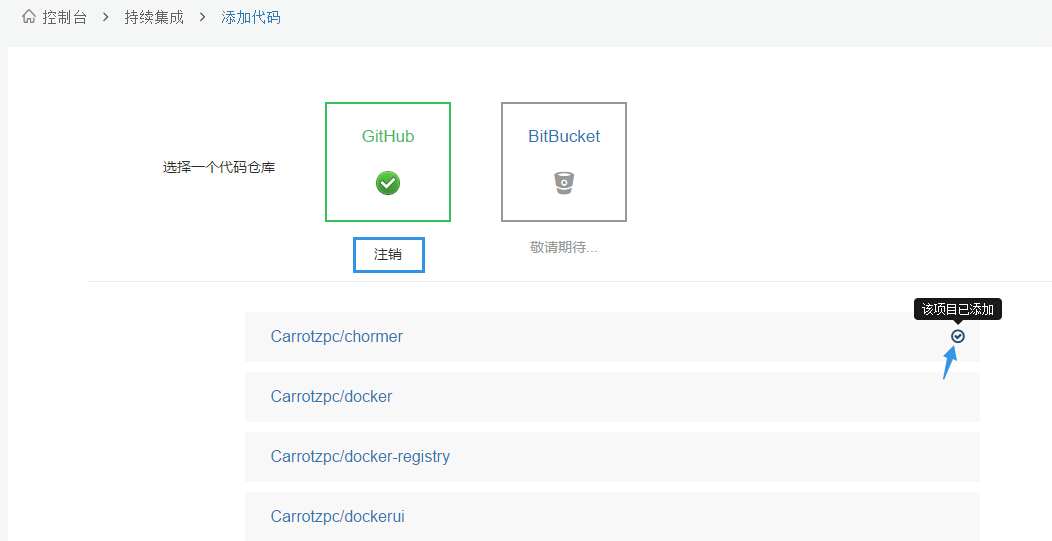 控制台 > 持续集成 > 添加代码
GitHub
BitBucket
选择一个代码仓库
注销
敬请期待...
该项目已添加
Carrotzpc/chormer
Carrotzpc/docker
Carrotzpc/docker-registry
Carrotzpc/dockerui